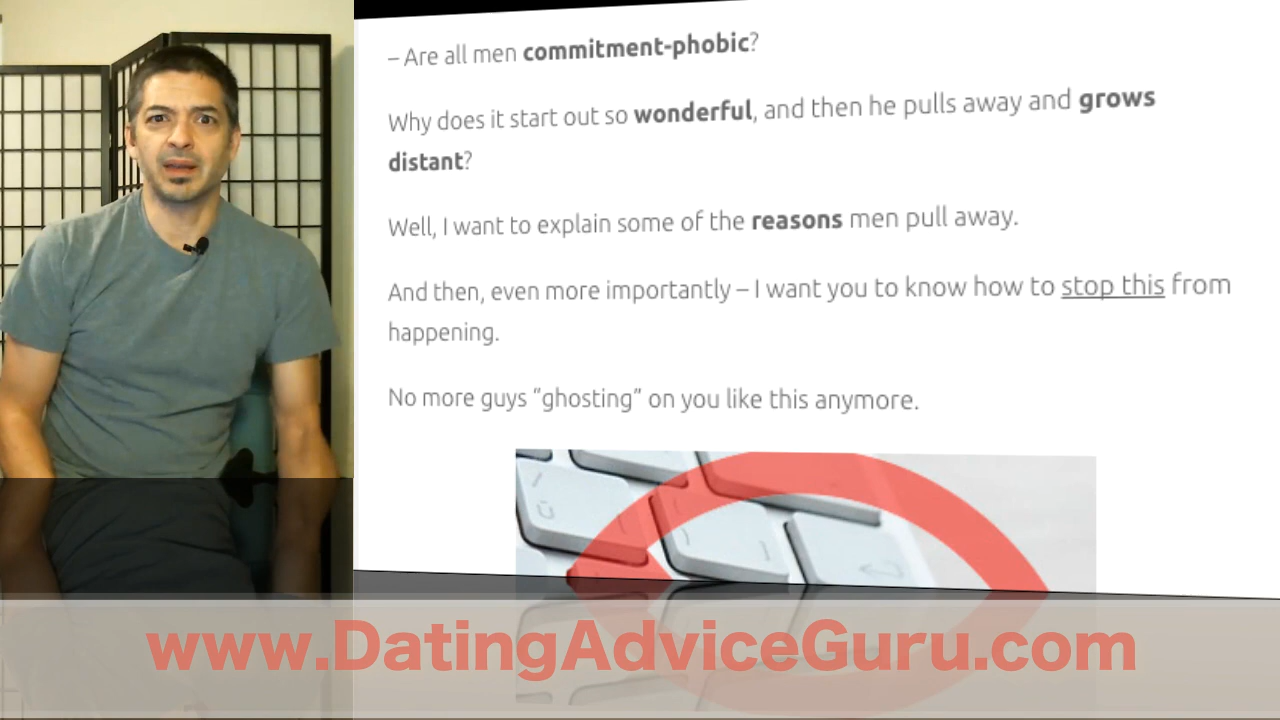 – Are all men commitment-phobic?
Why does it start out so wonderful, and then he pulls away and grows
distant?
Well, I want to explain some of the reasons men pull away.
And then, even more importantly – I want you to know how to stop this from
happening.
No more guys “ghosting” on you like this anymore.
www.DatingAdviceGuru.com